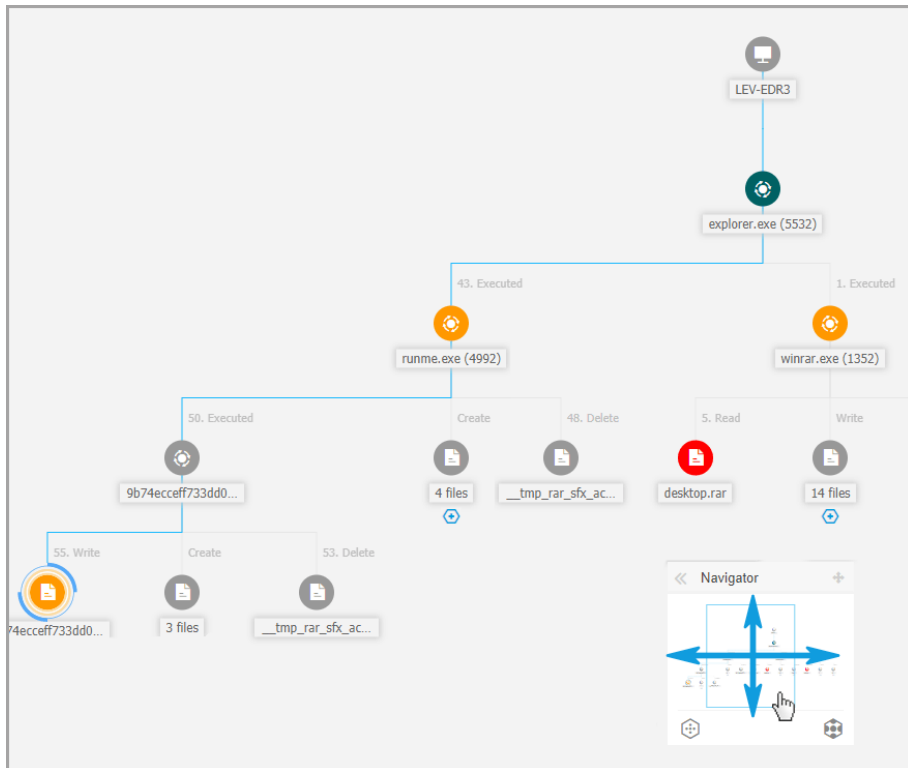 LEV-EDR3
explorer.exe (5532)
43. Executed
1. Executed
runme.exe (4992)
winrar.exe (1352)
50. Executed
Create
48. Delete
5. Read
Write
9b74ecceff733dd0...
4 files
__tmp_rar_sfx_ac...
desktop.rar
14 files
55. Write
Create
53. Delete
74ecceff733dd0...
3 files
__tmp_rar_sfx_ac...
Navigator